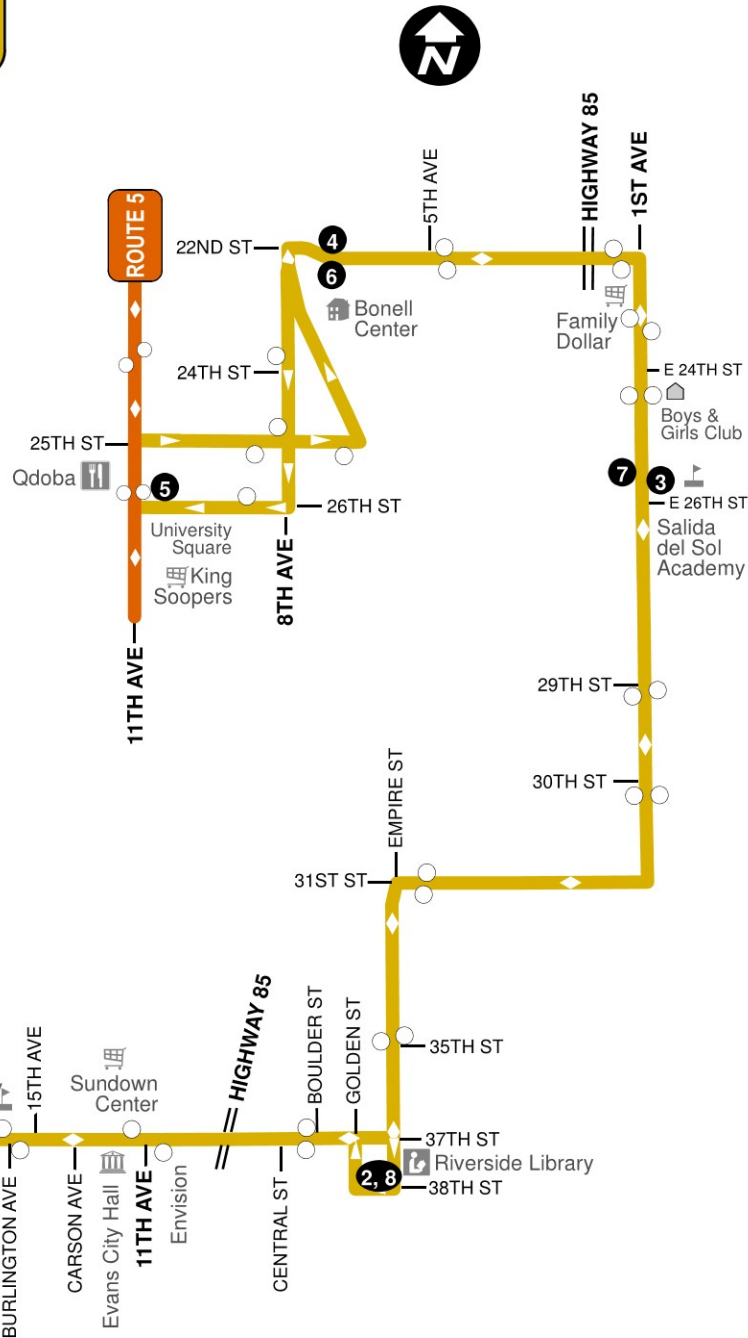 N
HIGHWAY 85
1ST AVE
5TH AVE
ROUTE 5
22ND ST
4
6
Bonell
Center
Family
Dollar
24TH ST
E 24TH ST
Boys &
Girls Club
25TH ST
Qdoba
5
7
3
26TH ST
E 26TH ST
University
Square
King
Soopers
Salida
del Sol
Academy
8TH AVE
11TH AVE
29TH ST
30TH ST
EMPIRE ST
31ST ST
HIGHWAY 85
BOULDER ST
GOLDEN ST
35TH ST
15TH AVE
Sundown
Center
37TH ST
2, 8
Riverside Library
38TH ST
BURLINGTON AVE
CARSON AVE
Evans City Hall
11TH AVE
Envision
CENTRAL ST